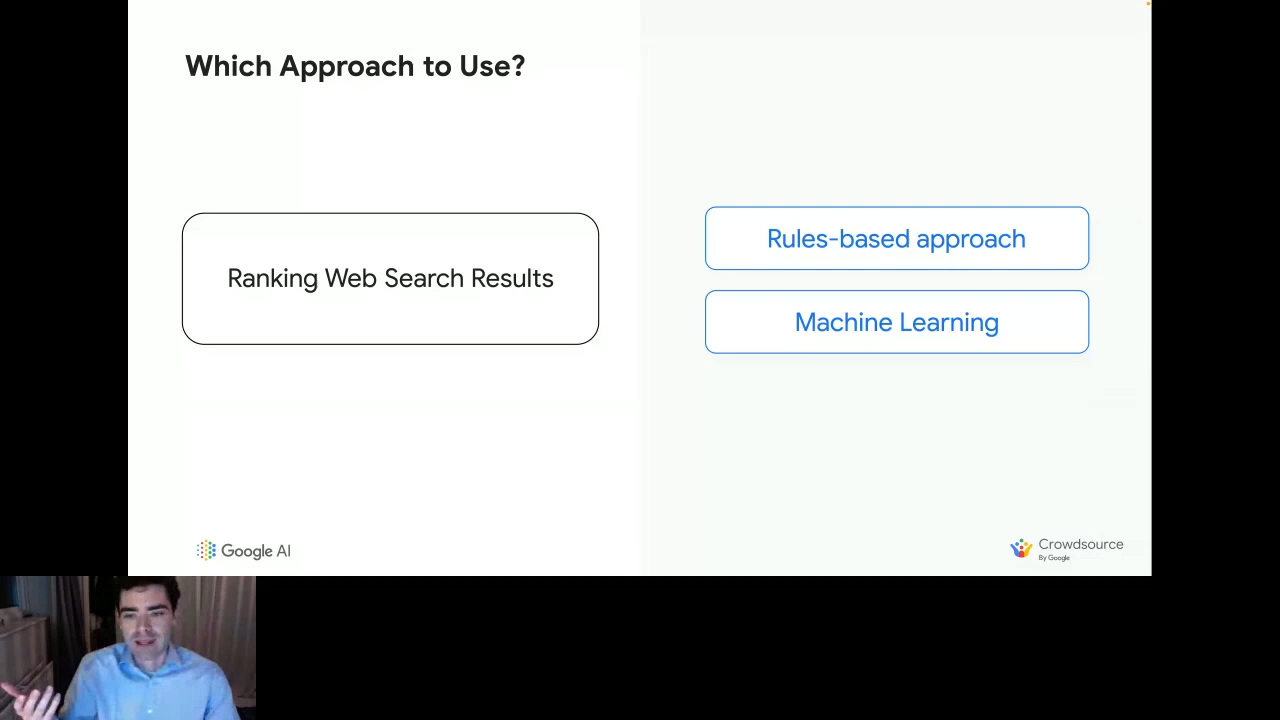 Which Approach to Use?
Ranking Web Search Results
Rules-based approach
Machine Learning
Google AI
Crowdsource
By Google